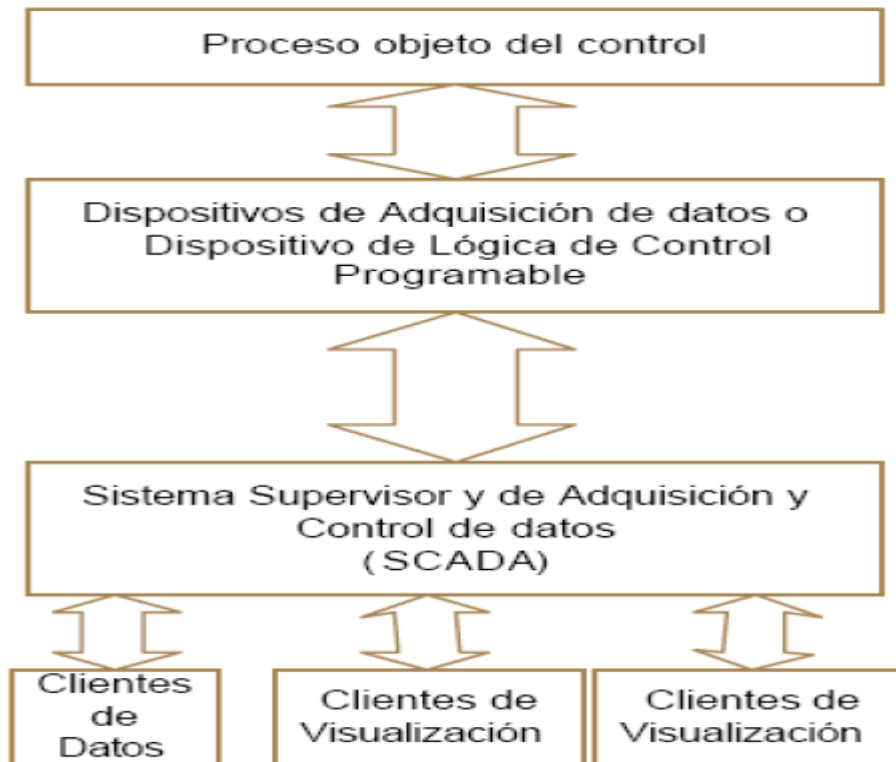 Proceso objeto del control
Dispositivos de Adquisición de datos o
Dispositivo de Lógica de Control
Programable
Sistema Supervisor y de Adquisición y
Control de datos
(SCADA)
Clientes
de
Datos
Clientes de
Visualización
Clientes de
Visualización